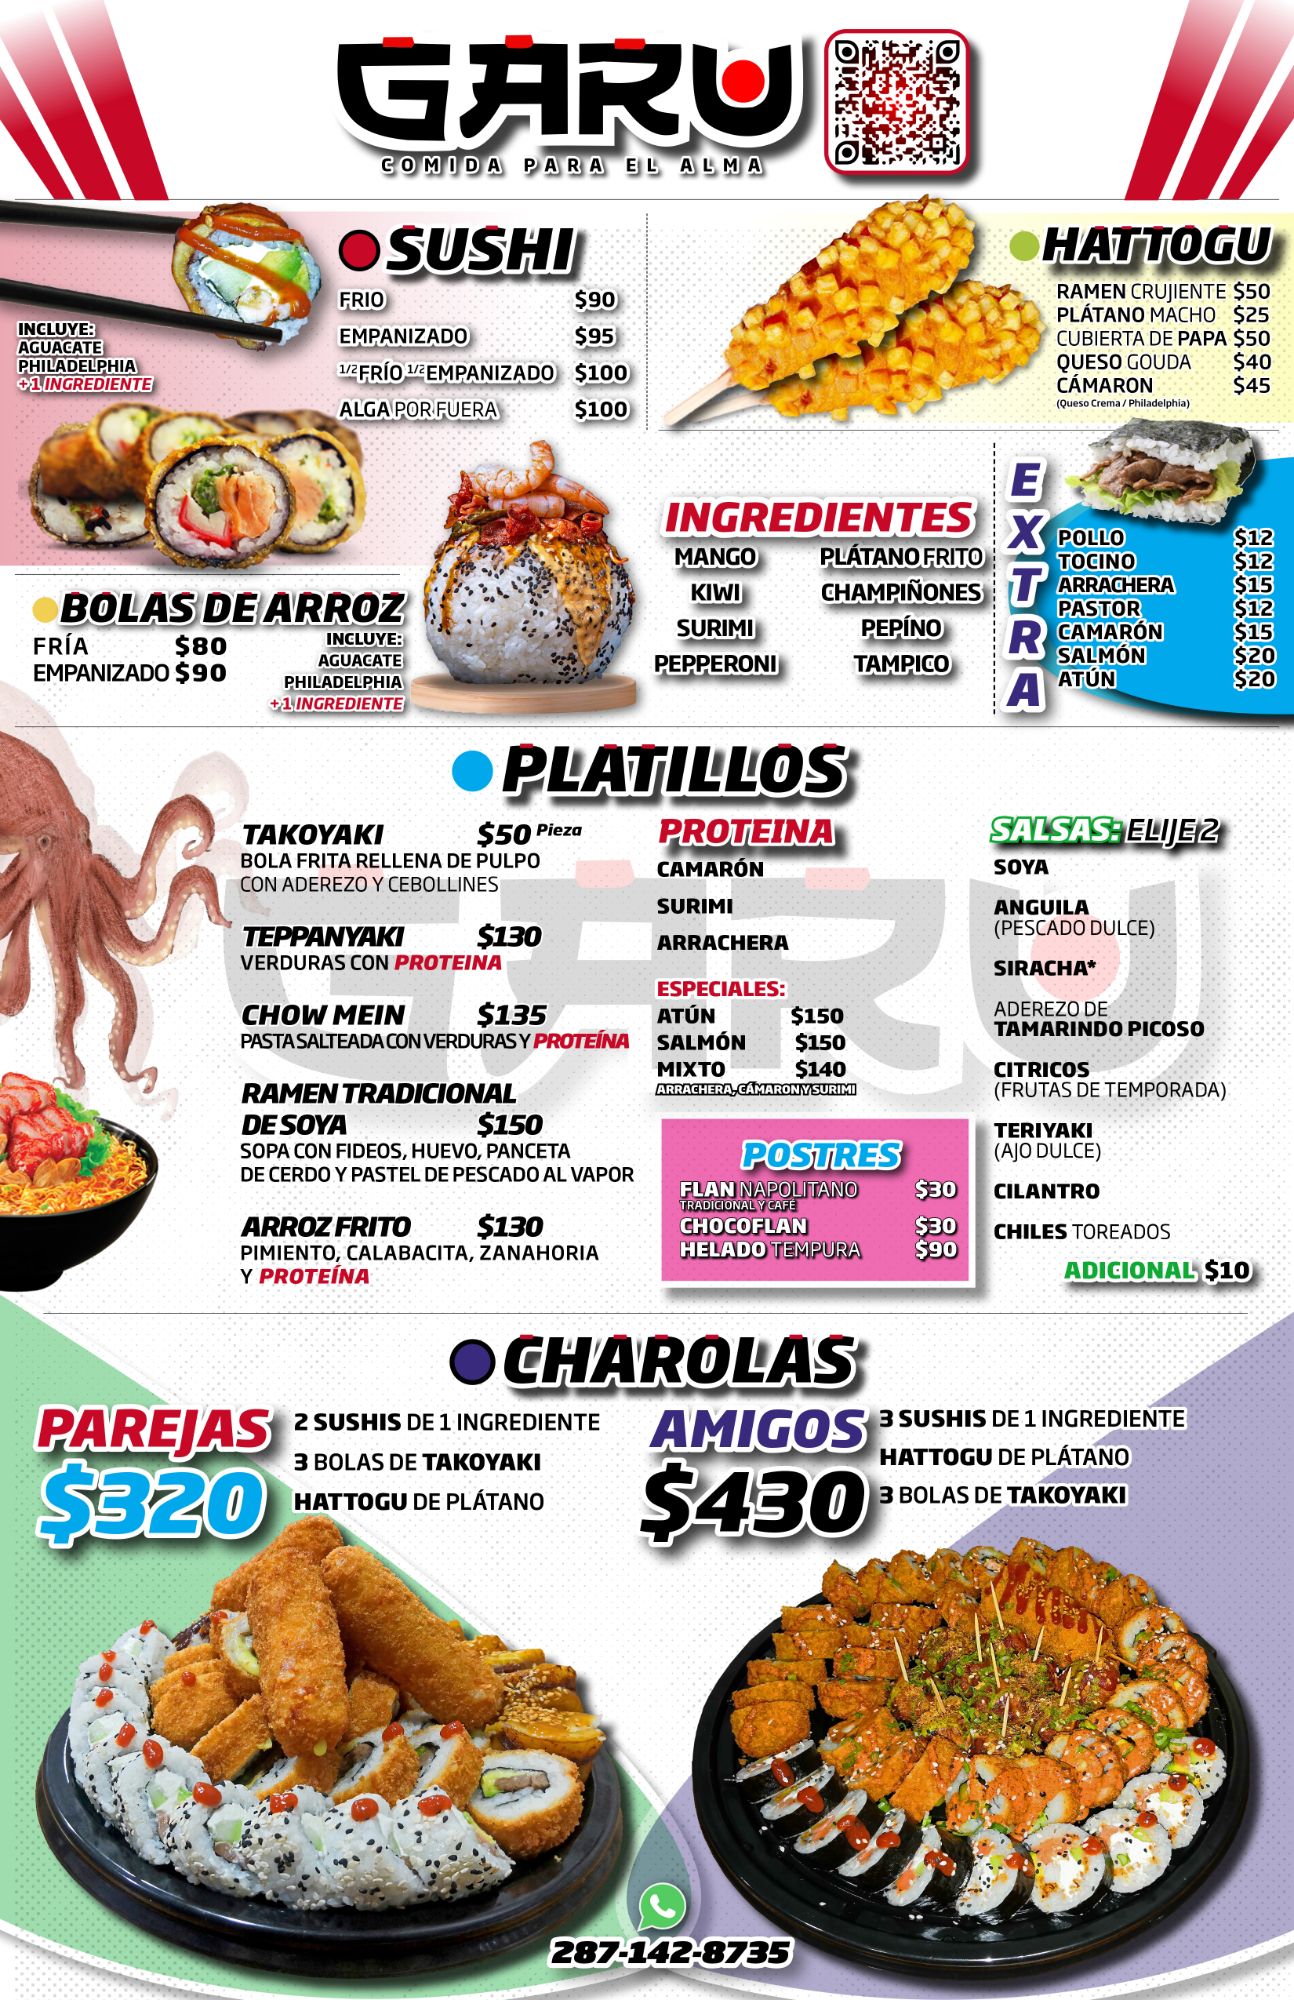 GARU
COMIDA PARA EL ALMA
SUSHI
FRIO $90
EMPANIZADO $95
1/2 FRÍO 1/2 EMPANIZADO $100
ALGA POR FUERA $100
INCLUYE:
AGUACATE
PHILADELPHIA
+1 INGREDIENTE
HATTOGU
RAMEN CRUJIENTE $50
PLÁTANO MACHO $25
CUBIERTA DE PAPA $50
QUESO GOUDA $40
CÁMARON $45
(Queso Crema / Philadelphia)
BOLAS DE ARROZ
FRÍA $80
EMPANIZADO $90
INCLUYE:
AGUACATE
PHILADELPHIA
+1 INGREDIENTE
INGREDIENTES
MANGO PLÁTANO FRITO
KIWI CHAMPIÑONES
SURIMI PEPÍNO
PEPPERONI TAMPICO
EXTRA
POLLO $12
TOCINO $12
ARRACHERA $15
PASTOR $12
CAMARÓN $15
SALMÓN $20
ATÚN $20
PLATILLOS
TAKOYAKI $50 Pieza
BOLA FRITA RELLENA DE PULPO
CON ADEREZO Y CEBOLLINES
TEPPANYAKI $130
VERDURAS CON PROTEINA
CHOW MEIN $135
PASTA SALTEADA CON VERDURAS Y PROTEÍNA
RAMEN TRADICIONAL
DE SOYA $150
SOPA CON FIDEOS, HUEVO, PANCETA
DE CERDO Y PASTEL DE PESCADO AL VAPOR
ARROZ FRITO $130
PIMIENTO, CALABACITA, ZANAHORIA
Y PROTEÍNA
PROTEINA
CAMARÓN
SURIMI
ARRACHERA
ESPECIALES:
ATÚN $150
SALMÓN $150
MIXTO $140
ARRACHERA, CÁMARON Y SURIMI
POSTRES
FLAN NAPOLITANO $30
TRADICIONAL Y CAFÉ
CHOCOFLAN $30
HELADO TEMPURA $90
SALSAS: ELIJE 2
SOYA
ANGUILA
(PESCADO DULCE)
SIRACHA*
ADEREZO DE
TAMARINDO PICOSO
CITRICOS
(FRUTAS DE TEMPORADA)
TERIYAKI
(AJO DULCE)
CILANTRO
CHILES TOREADOS
ADICIONAL $10
GARU
CHAROLAS
PAREJAS
$320
2 SUSHIS DE 1 INGREDIENTE
3 BOLAS DE TAKOYAKI
HATTOGU DE PLÁTANO
AMIGOS
$430
3 SUSHIS DE 1 INGREDIENTE
HATTOGU DE PLÁTANO
3 BOLAS DE TAKOYAKI
287-142-8735